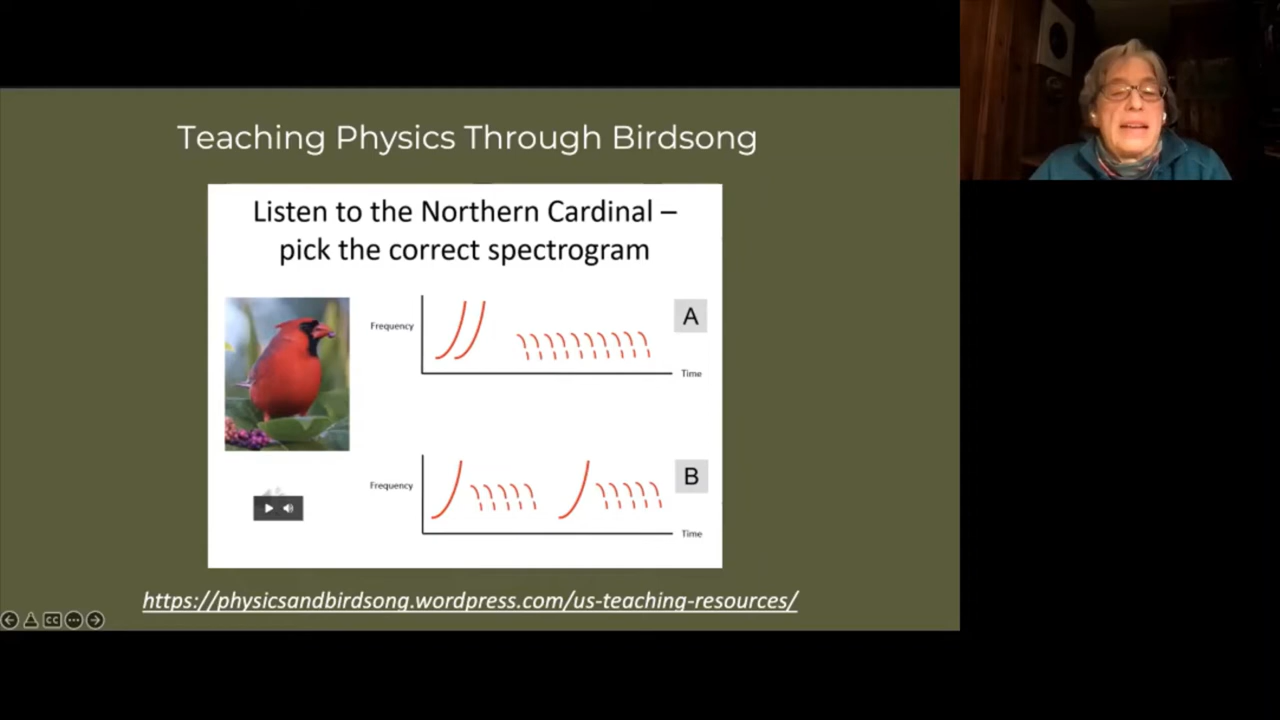 Teaching Physics Through Birdsong
Listen to the Northern Cardinal –
pick the correct spectrogram
Frequency
A
Time
Frequency
B
Time
https://physicsandbirdsong.wordpress.com/us-teaching-resources/
CC